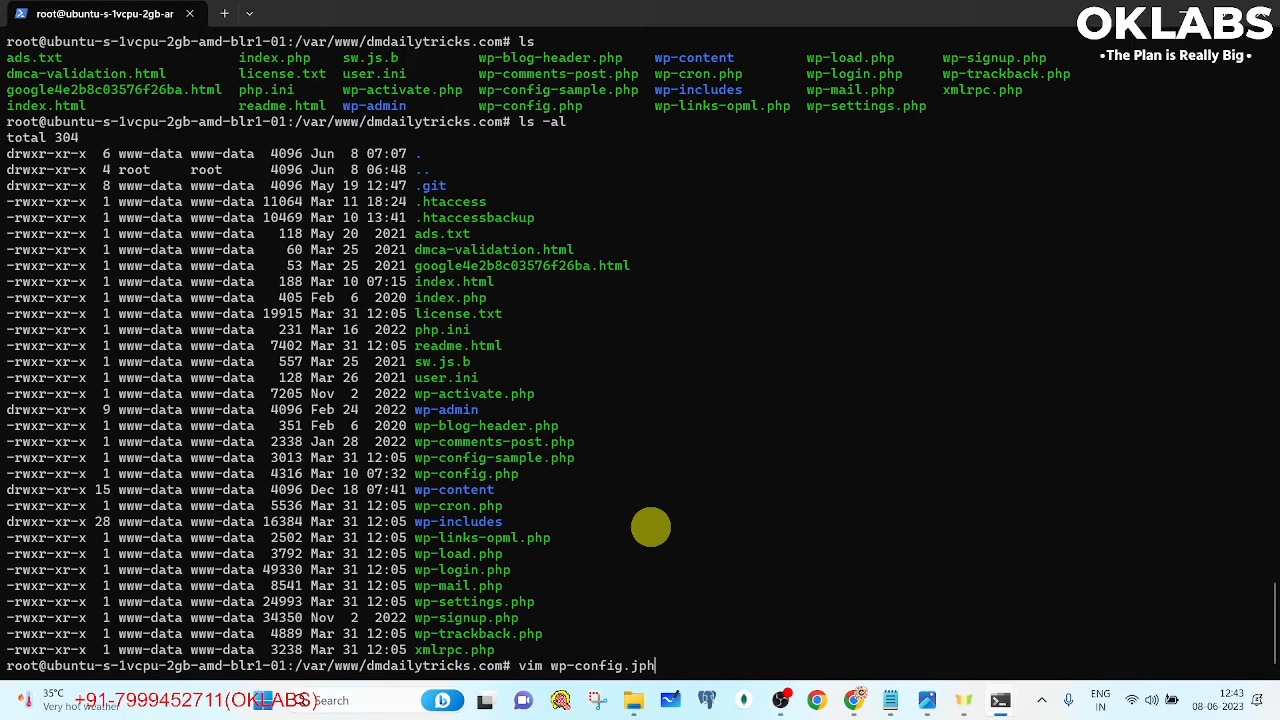 root@ubuntu-s-1vcpu-2gb-ar
OKLABS
•The Plan is Really Big•
root@ubuntu-s-1vcpu-2gb-amd-blr1-01:/var/www/dmdailytricks.com# ls
ads.txt index.php sw.js.b wp-blog-header.php wp-content wp-load.php wp-signup.php
dmca-validation.html license.txt user.ini wp-comments-post.php wp-cron.php wp-login.php wp-trackback.php
google4e2b8c03576f26ba.html php.ini wp-activate.php wp-config-sample.php wp-includes wp-mail.php xmlrpc.php
index.html readme.html wp-admin wp-config.php wp-links-opml.php wp-settings.php
root@ubuntu-s-1vcpu-2gb-amd-blr1-01:/var/www/dmdailytricks.com# ls -al
total 304
drwxr-xr-x 6 www-data www-data 4096 Jun 8 07:07 .
drwxr-xr-x 4 root root 4096 Jun 8 06:48 ..
drwxr-xr-x 8 www-data www-data 4096 May 19 12:47 .git
-rwxr-xr-x 1 www-data www-data 11064 Mar 11 18:24 .htaccess
-rwxr-xr-x 1 www-data www-data 10469 Mar 10 13:41 .htaccessbackup
-rwxr-xr-x 1 www-data www-data 118 May 20 2021 ads.txt
-rwxr-xr-x 1 www-data www-data 60 Mar 25 2021 dmca-validation.html
-rwxr-xr-x 1 www-data www-data 53 Mar 25 2021 google4e2b8c03576f26ba.html
-rwxr-xr-x 1 www-data www-data 188 Mar 10 07:15 index.html
-rwxr-xr-x 1 www-data www-data 405 Feb 6 2020 index.php
-rwxr-xr-x 1 www-data www-data 19915 Mar 31 12:05 license.txt
-rwxr-xr-x 1 www-data www-data 231 Mar 16 2022 php.ini
-rwxr-xr-x 1 www-data www-data 7402 Mar 31 12:05 readme.html
-rwxr-xr-x 1 www-data www-data 557 Mar 25 2021 sw.js.b
-rwxr-xr-x 1 www-data www-data 128 Mar 26 2021 user.ini
-rwxr-xr-x 1 www-data www-data 7205 Nov 2 2022 wp-activate.php
drwxr-xr-x 9 www-data www-data 4096 Feb 24 2022 wp-admin
-rwxr-xr-x 1 www-data www-data 351 Feb 6 2020 wp-blog-header.php
-rwxr-xr-x 1 www-data www-data 2338 Jan 28 2022 wp-comments-post.php
-rwxr-xr-x 1 www-data www-data 3013 Mar 31 12:05 wp-config-sample.php
-rwxr-xr-x 1 www-data www-data 4316 Mar 10 07:32 wp-config.php
drwxr-xr-x 15 www-data www-data 4096 Dec 18 07:41 wp-content
-rwxr-xr-x 1 www-data www-data 5536 Mar 31 12:05 wp-cron.php
drwxr-xr-x 28 www-data www-data 16384 Mar 31 12:05 wp-includes
-rwxr-xr-x 1 www-data www-data 2502 Mar 31 12:05 wp-links-opml.php
-rwxr-xr-x 1 www-data www-data 3792 Mar 31 12:05 wp-load.php
-rwxr-xr-x 1 www-data www-data 49330 Mar 31 12:05 wp-login.php
-rwxr-xr-x 1 www-data www-data 8541 Mar 31 12:05 wp-mail.php
-rwxr-xr-x 1 www-data www-data 24993 Mar 31 12:05 wp-settings.php
-rwxr-xr-x 1 www-data www-data 34350 Nov 2 2022 wp-signup.php
-rwxr-xr-x 1 www-data www-data 4889 Mar 31 12:05 wp-trackback.php
-rwxr-xr-x 1 www-data www-data 3238 Mar 31 12:05 xmlrpc.php
root@ubuntu-s-1vcpu-2gb-amd-blr1-01:/var/www/dmdailytricks.com# vim wp-config.jph
35°C
Very hot weather
+91-7999452711(OKLABS)
Search
ENG
IN
12:43
08-06-2023